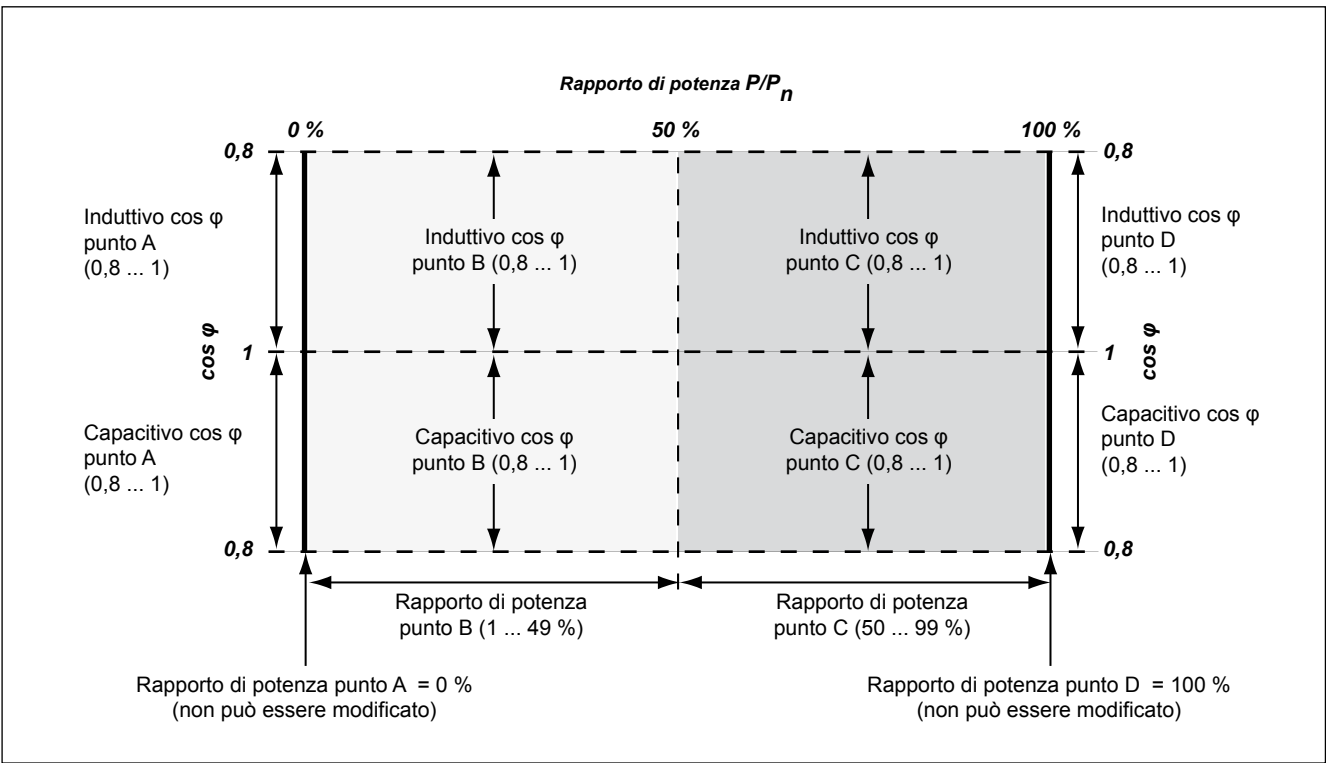 Rapporto di potenza P/Pn
0 % 50 % 100 %
0,8 0,8
Induttivo cos φ
punto A
(0,8 ... 1)
Induttivo cos φ
punto B (0,8 ... 1)
Induttivo cos φ
punto C (0,8 ... 1)
Induttivo cos φ
punto D
(0,8 ... 1)
cos φ
1
1
cos φ
Capacitivo cos φ
punto A
(0,8 ... 1)
Capacitivo cos φ
punto B (0,8 ... 1)
Capacitivo cos φ
punto C (0,8 ... 1)
Capacitivo cos φ
punto D
(0,8 ... 1)
0,8 0,8
Rapporto di potenza
punto B (1 ... 49 %)
Rapporto di potenza
punto C (50 ... 99 %)
Rapporto di potenza punto A = 0 %
(non può essere modificato)
Rapporto di potenza punto D = 100 %
(non può essere modificato)